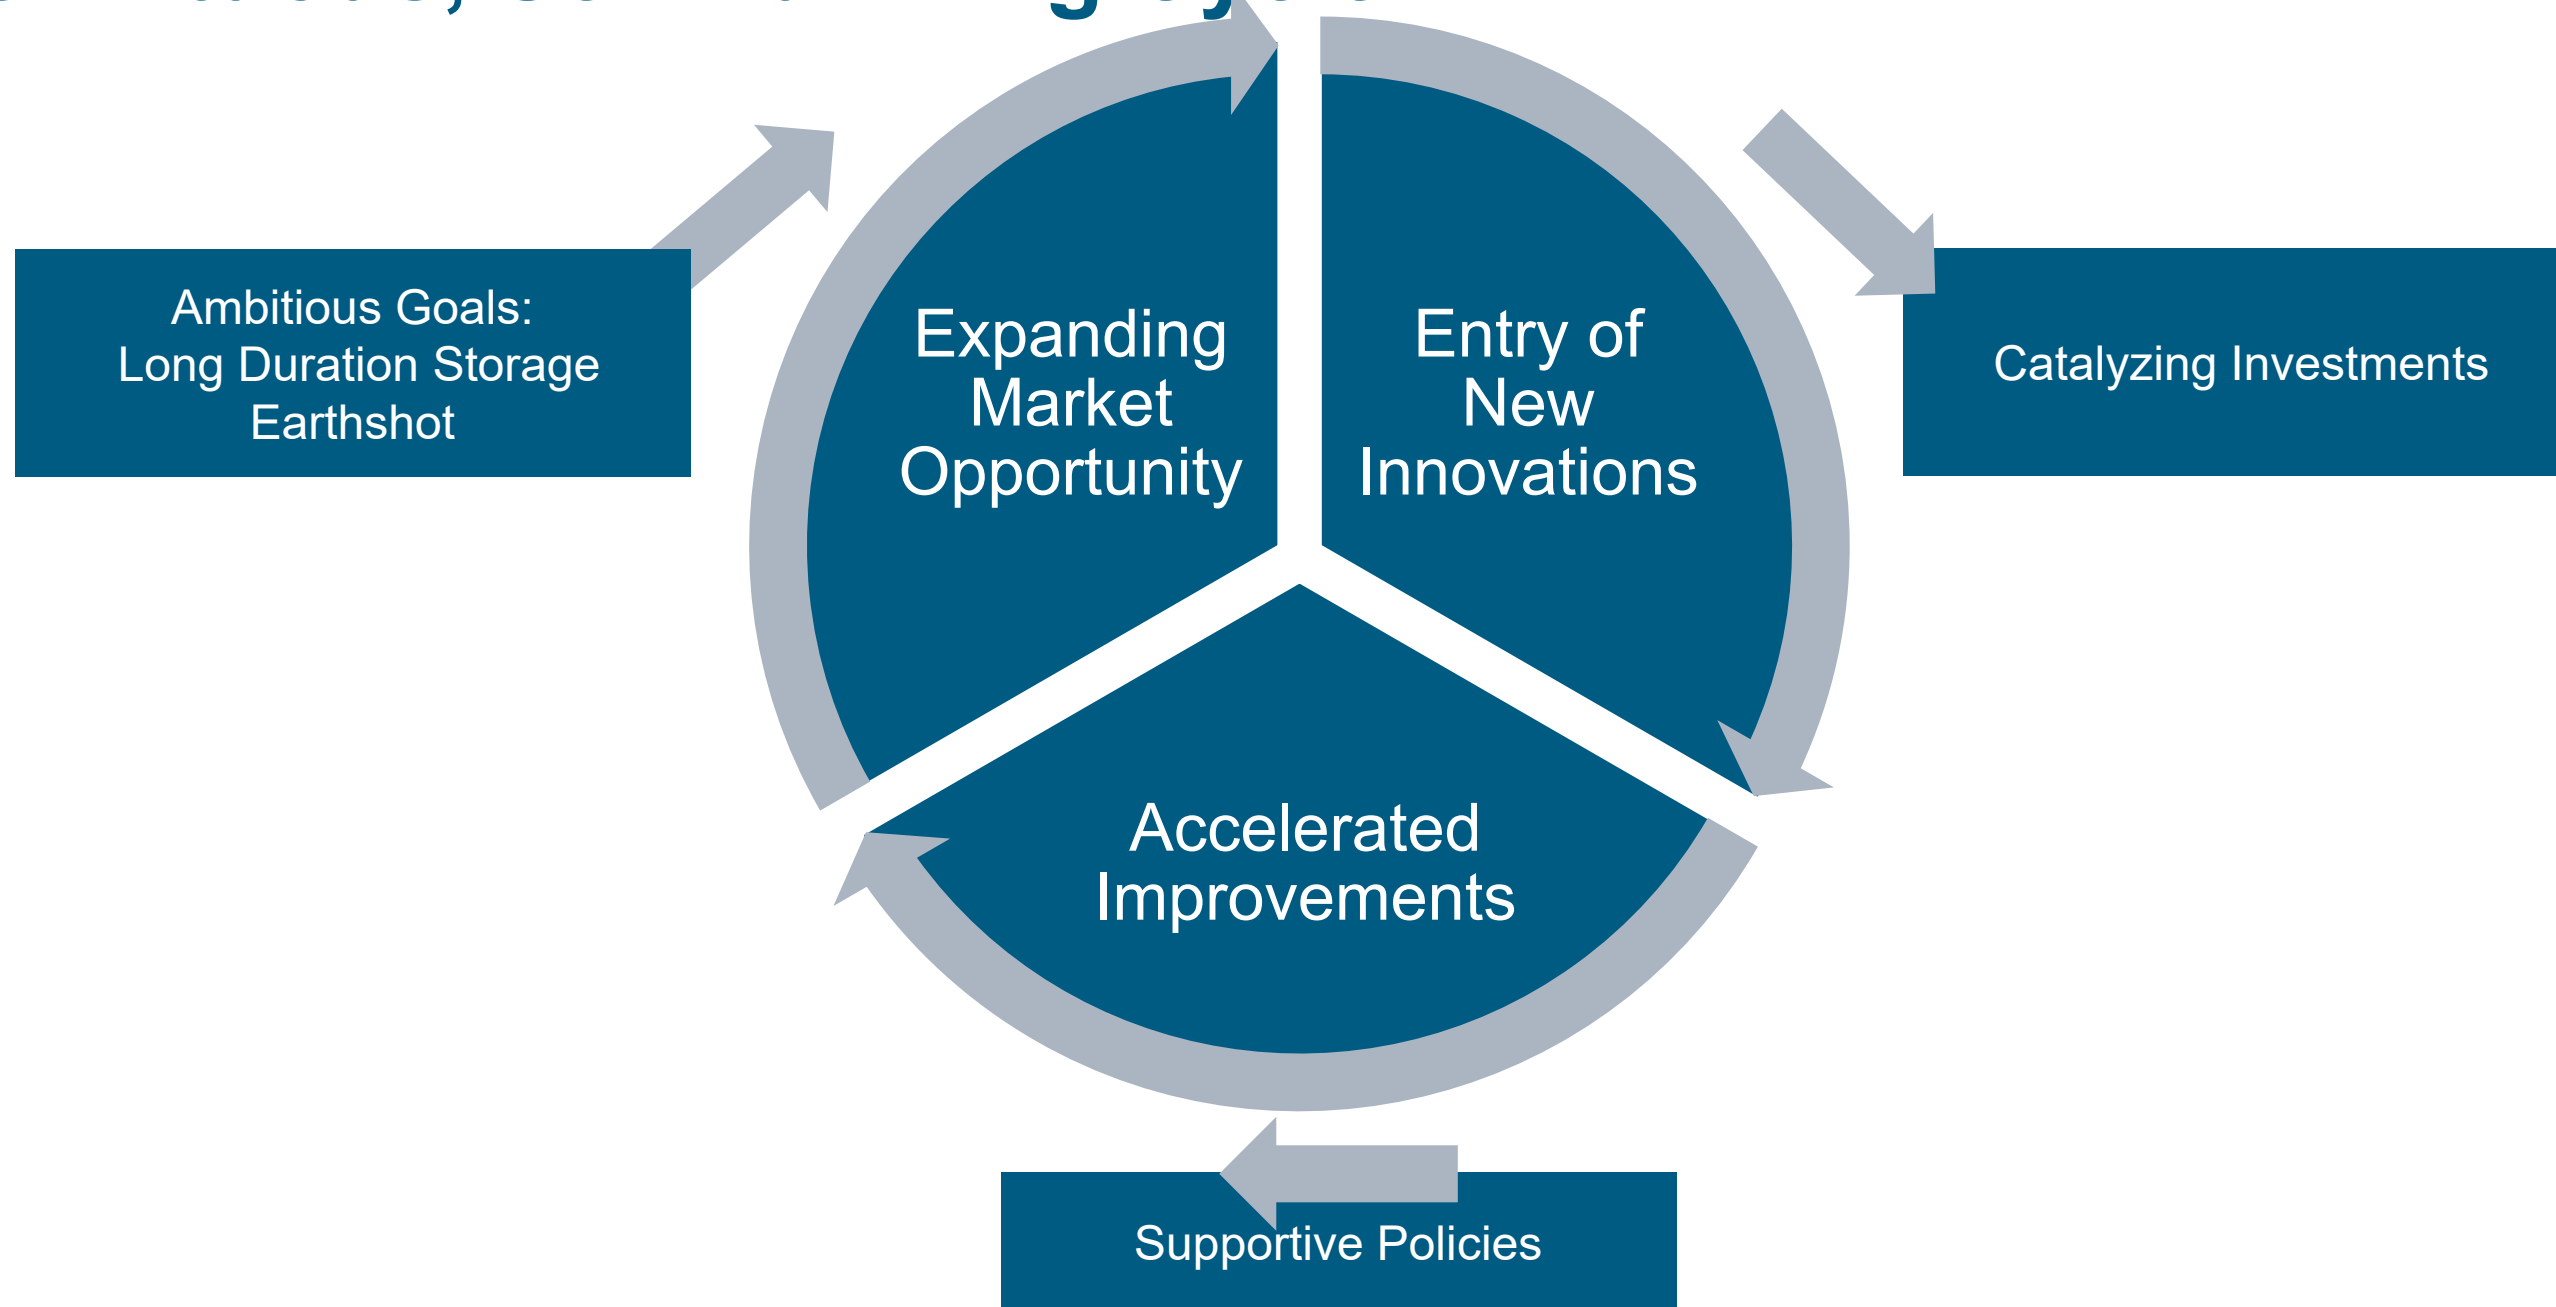 Ambitious Goals:
Long Duration Storage
Earthshot
Expanding
Market
Opportunity
Entry of
New
Innovations
Catalyzing Investments
Accelerated
Improvements
Supportive Policies